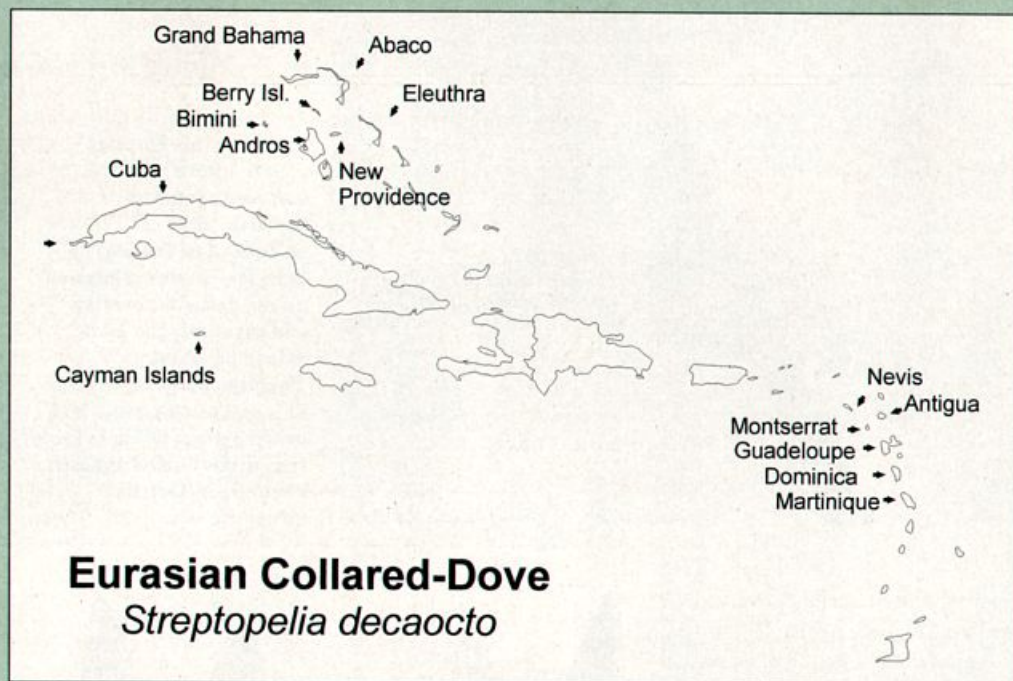 Grand Bahama
Abaco
Berry Isl.
Eleuthra
Bimini
Andros
New
Providence
Cuba
Cayman Islands
Nevis
Antigua
Montserrat
Guadeloupe
Dominica
Martinique
Eurasian Collared-Dove
Streptopelia decaocto